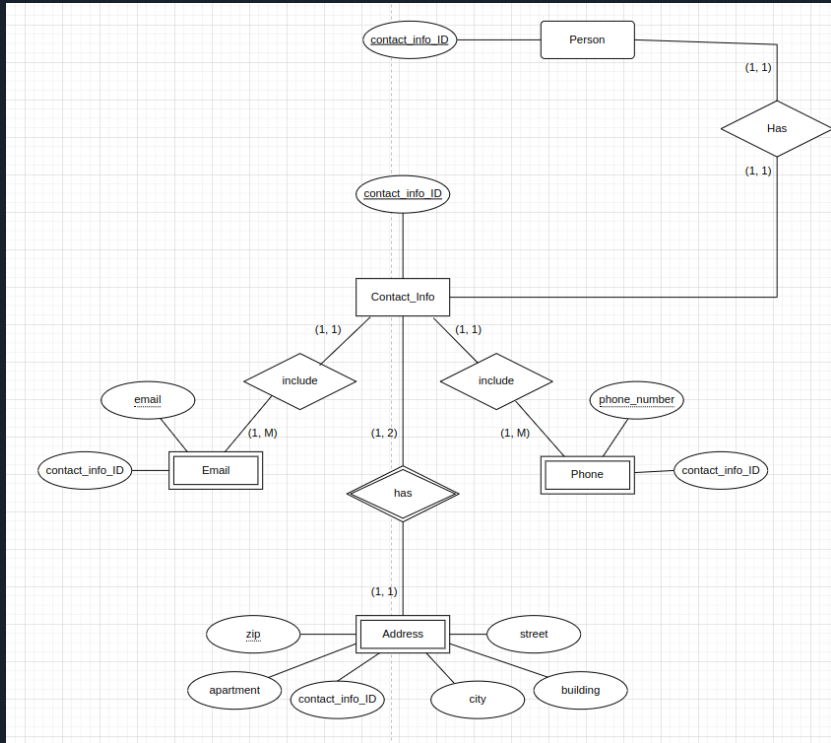 contact_info_ID
Person
(1, 1)
Has
(1, 1)
contact_info_ID
Contact_Info
(1, 1)
(1, 1)
include
include
email
phone_number
(1, M)
(1, 2)
(1, M)
contact_info_ID
Email
Phone
contact_info_ID
has
(1, 1)
zip
Address
street
apartment
contact_info_ID
city
building